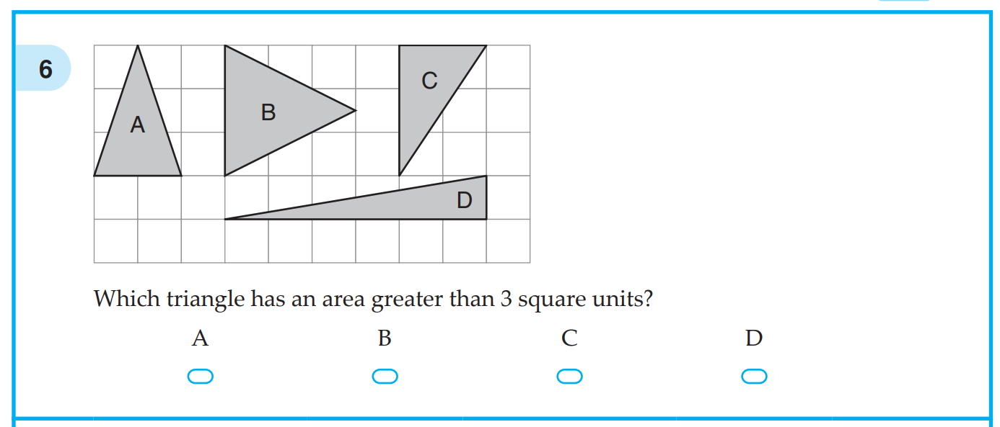 6
A
B
C
D
Which triangle has an area greater than 3 square units?
A B C D